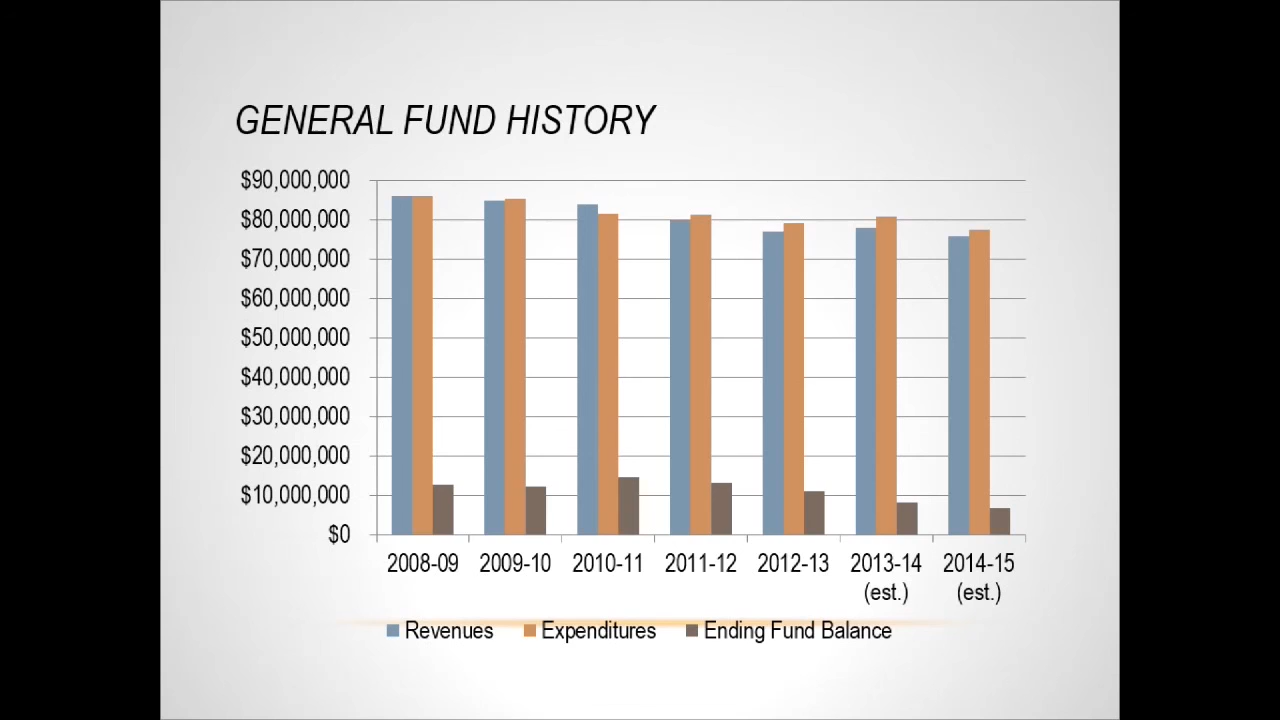 GENERAL FUND HISTORY
$90,000,000
$80,000,000
$70,000,000
$60,000,000
$50,000,000
$40,000,000
$30,000,000
$20,000,000
$10,000,000
$0
2008-09 2009-10 2010-11 2011-12 2012-13 2013-14 2014-15
(est.) (est.)
Revenues Expenditures Ending Fund Balance